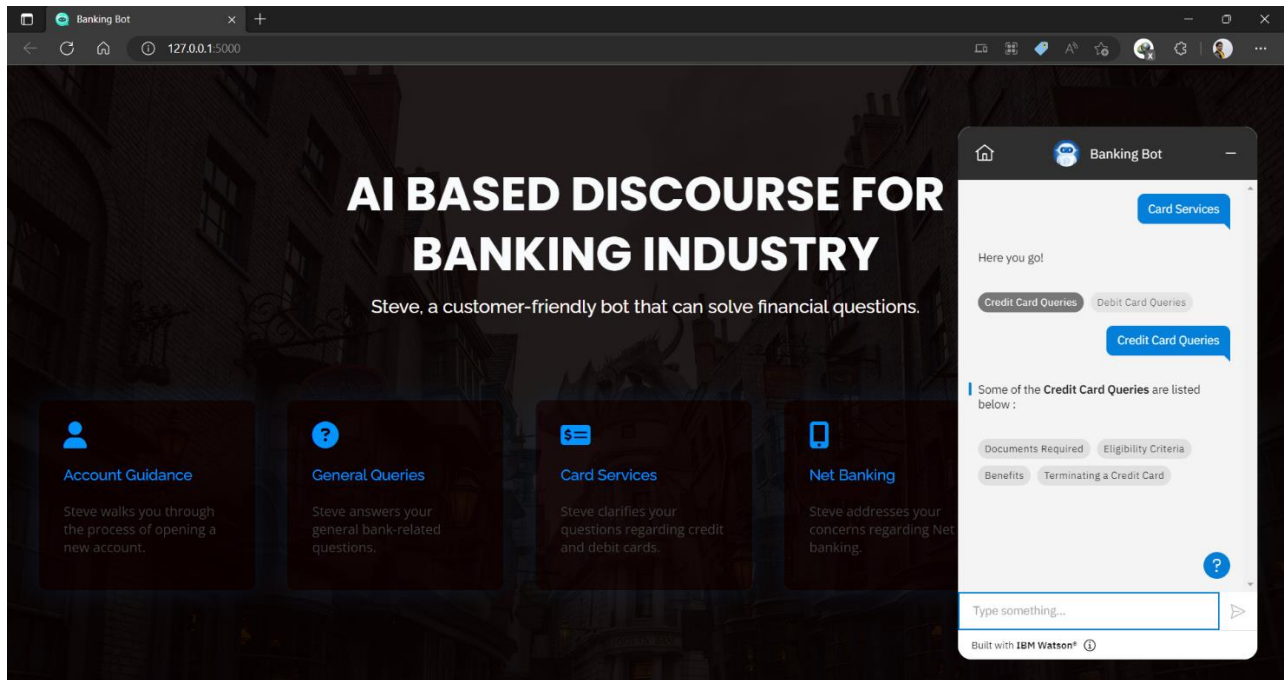 Banking Bot
127.0.0.1:5000
AI BASED DISCOURSE FOR
BANKING INDUSTRY
Steve, a customer-friendly bot that can solve financial questions.
Account Guidance
Steve walks you through
the process of opening a
new account.
General Queries
Steve answers your
general bank-related
questions.
Card Services
Steve clarifies your
questions regarding credit
and debit cards.
Net Banking
Steve addresses your
concerns regarding Net
banking.
Banking Bot
Card Services
Here you go!
Credit Card Queries Debit Card Queries
Credit Card Queries
Some of the Credit Card Queries are listed
below :
Documents Required Eligibility Criteria
Benefits Terminating a Credit Card
?
Type something...
Built with IBM Watson®